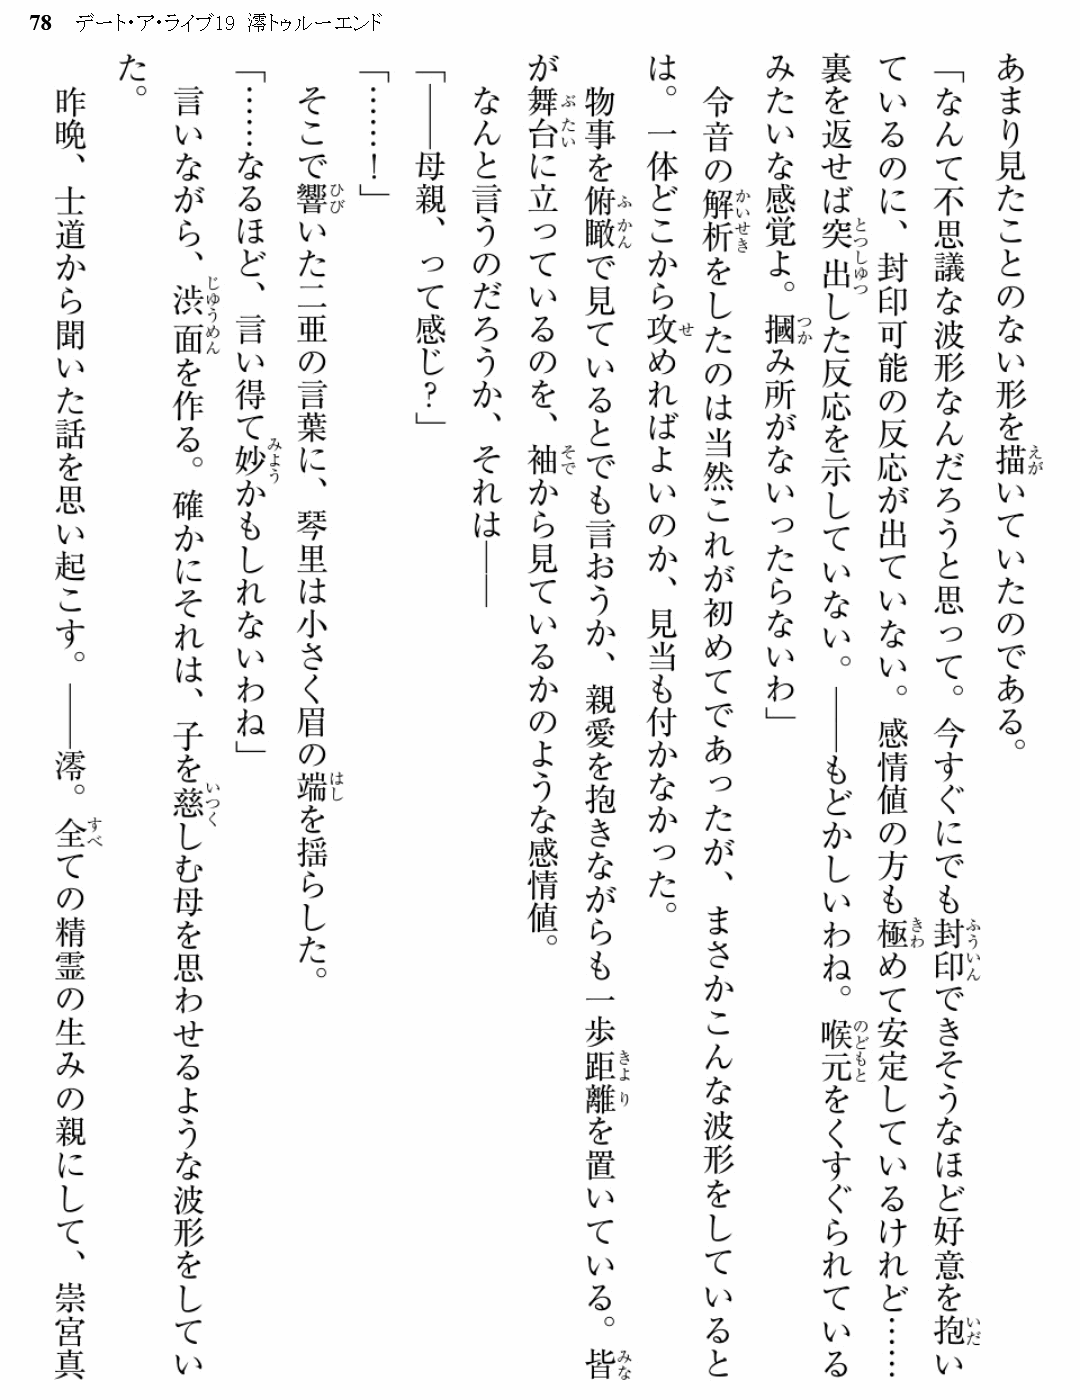 78 デート・ア・ライブ19 澪トゥルーエンド
あまり見たことのない形を描いていたのである。
「なんて不思議な波形なんだろうと思って。今すぐにでも封印できそうなほど好意を抱い
ているのに、封印可能の反応が出ていない。感情値の方も極めて安定しているけれど……
裏を返せば突出した反応を示していない。――もどかしいわね。喉元をくすぐられている
みたいな感覚よ。摑み所がないったらないわ」
令音の解析をしたのは当然これが初めてであったが、まさかこんな波形をしていると
は。一体どこから攻めればよいのか、見当も付かなかった。
物事を俯瞰で見ているとでも言おうか、親愛を抱きながらも一歩距離を置いている。皆
が舞台に立っているのを、袖から見ているかのような感情値。
なんと言うのだろうか、それは――
「――母親、って感じ？」
「……！」
そこで響いた二亜の言葉に、琴里は小さく眉の端を揺らした。
「……なるほど、言い得て妙かもしれないわね」
言いながら、渋面を作る。確かにそれは、子を慈しむ母を思わせるような波形をしてい
た。
昨晩、士道から聞いた話を思い起こす。――澪。全ての精霊の生みの親にして、崇宮真